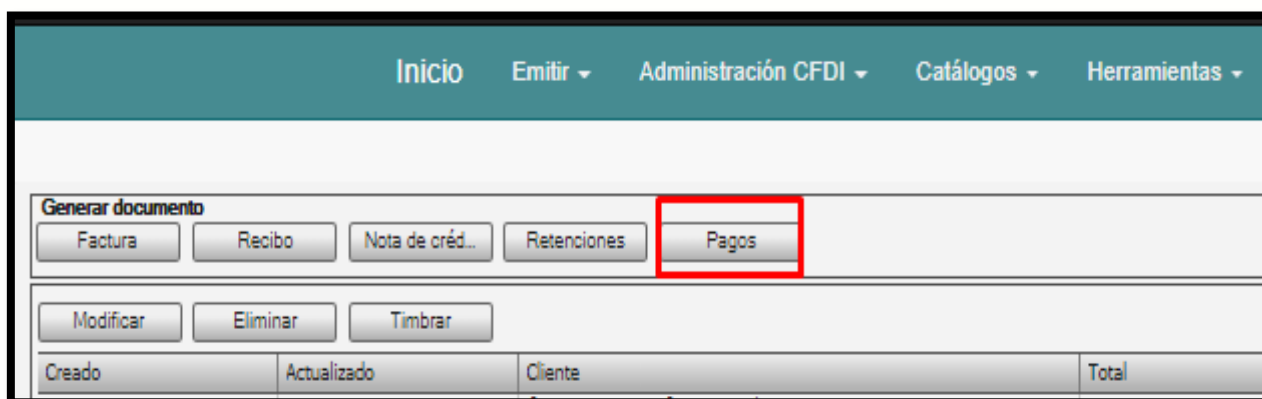 Inicio Emitir Administración CFDI Catálogos Herramientas
Generar documento
Factura Recibo Nota de créd... Retenciones Pagos
Modificar Eliminar Timbrar
Creado Actualizado Cliente Total